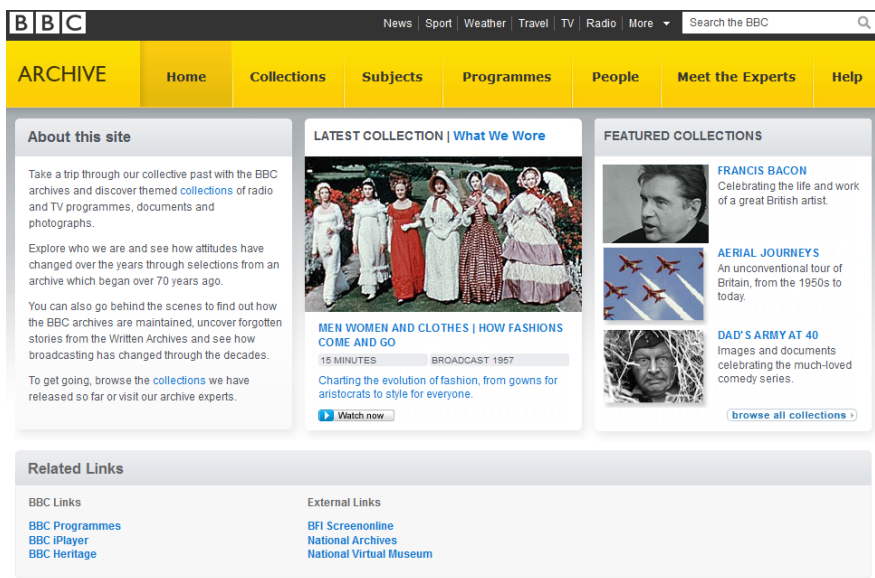 BBC
News | Sport | Weather | Travel | TV | Radio | More
Search the BBC
ARCHIVE
Home
Collections
Subjects
Programmes
People
Meet the Experts
Help
About this site
Take a trip through our collective past with the BBC
archives and discover themed collections of radio
and TV programmes, documents and
photographs.
Explore who we are and see how attitudes have
changed over the years through selections from an
archive which began over 70 years ago.
You can also go behind the scenes to find out how
the BBC archives are maintained, uncover forgotten
stories from the Written Archives and see how
broadcasting has changed through the decades.
To get going, browse the collections we have
released so far or visit our archive experts.
LATEST COLLECTION | What We Wore
MEN WOMEN AND CLOTHES | HOW FASHIONS
COME AND GO
15 MINUTES
BROADCAST 1957
Charting the evolution of fashion, from gowns for
aristocrats to style for everyone.
Watch now
FEATURED COLLECTIONS
FRANCIS BACON
Celebrating the life and work
of a great British artist.
AERIAL JOURNEYS
An unconventional tour of
Britain, from the 1950s to
today.
DAD'S ARMY AT 40
Images and documents
celebrating the much-loved
comedy series.
browse all collections ›
Related Links
BBC Links
BBC Programmes
BBC iPlayer
BBC Heritage
External Links
BFI Screenonline
National Archives
National Virtual Museum